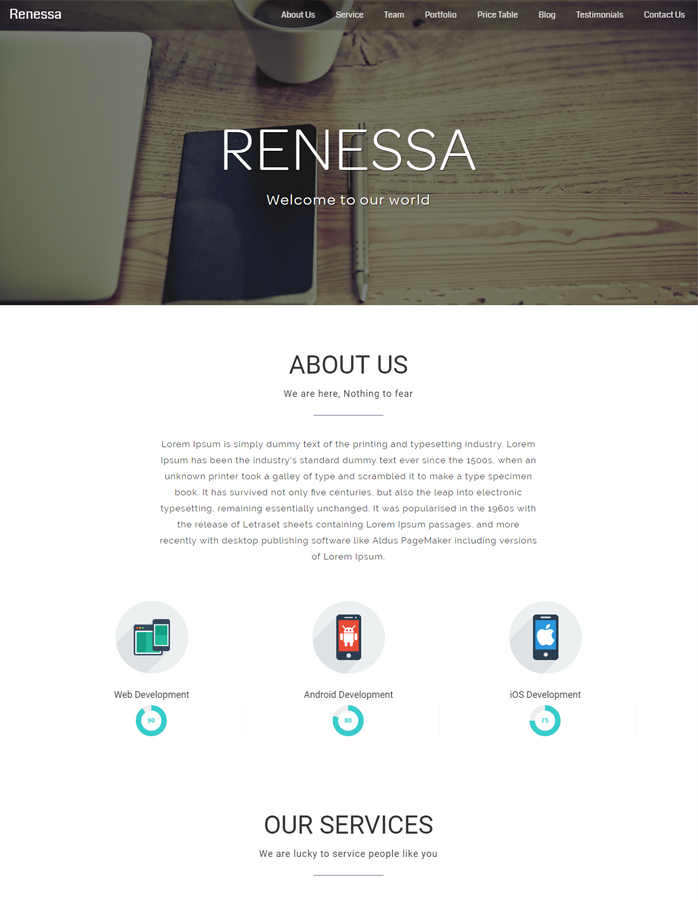 Renessa
About Us Service Team Portfolio Price Table Blog Testimonials Contact Us
RENESSA
Welcome to our world
ABOUT US
We are here, Nothing to fear
Lorem Ipsum is simply dummy text of the printing and typesetting industry. Lorem
Ipsum has been the industry's standard dummy text ever since the 1500s, when an
unknown printer took a galley of type and scrambled it to make a type specimen
book. It has survived not only five centuries, but also the leap into electronic
typesetting, remaining essentially unchanged. It was popularised in the 1960s with
the release of Letraset sheets containing Lorem Ipsum passages, and more
recently with desktop publishing software like Aldus PageMaker including versions
of Lorem Ipsum.
Web Development Android Development iOS Development
90 80 75
OUR SERVICES
We are lucky to service people like you